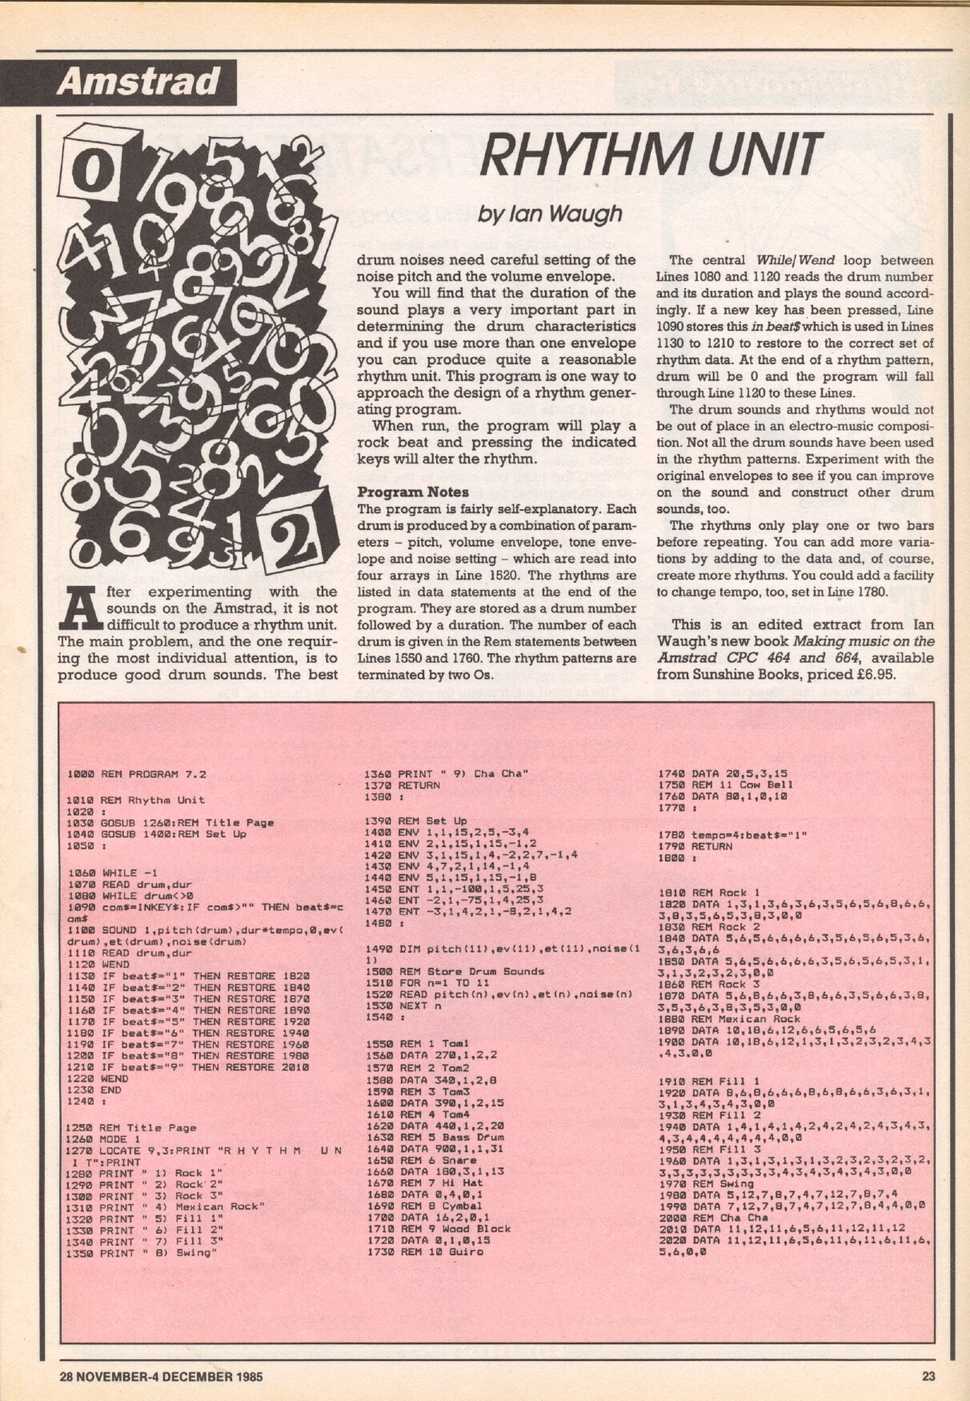 Amstrad
RHYTHM UNIT
by Ian Waugh
After experimenting with the
sounds on the Amstrad, it is not
difficult to produce a rhythm unit.
The main problem, and the one requir-
ing the most individual attention, is to
produce good drum sounds. The best
drum noises need careful setting of the
noise pitch and the volume envelope.
You will find that the duration of the
sound plays a very important part in
determining the drum characteristics
and if you use more than one envelope
you can produce quite a reasonable
rhythm unit. This program is one way to
approach the design of a rhythm gener-
ating program.
When run, the program will play a
rock beat and pressing the indicated
keys will alter the rhythm.
Program Notes
The program is fairly self-explanatory. Each
drum is produced by a combination of param-
eters – pitch, volume envelope, tone enve-
lope and noise setting – which are read into
four arrays in Line 1520. The rhythms are
listed in data statements at the end of the
program. They are stored as a drum number
followed by a duration. The number of each
drum is given in the Rem statements between
Lines 1550 and 1760. The rhythm patterns are
terminated by two Os.
The central While/Wend loop between
Lines 1080 and 1120 reads the drum number
and its duration and plays the sound accord-
ingly. If a new key has been pressed, Line
1090 stores this in beat$ which is used in Lines
1130 to 1210 to restore to the correct set of
rhythm data. At the end of a rhythm pattern,
drum will be 0 and the program will fall
through Line 1120 to these Lines.
The drum sounds and rhythms would not
be out of place in an electro-music composi-
tion. Not all the drum sounds have been used
in the rhythm patterns. Experiment with the
original envelopes to see if you can improve
on the sound and construct other drum
sounds, too.
The rhythms only play one or two bars
before repeating. You can add more varia-
tions by adding to the data and, of course,
create more rhythms. You could add a facility
to change tempo, too, set in Line 1780.
This is an edited extract from Ian
Waugh's new book Making music on the
Amstrad CPC 464 and 664, available
from Sunshine Books, priced £6.95.
1000 REM PROGRAM 7.2
1010 REM Rhythm Unit
1020 :
1030 GOSUB 1260:REM Title Page
1040 GOSUB 1400:REM Set Up
1050 :
1060 WHILE -1
1070 READ drum,dur
1080 WHILE drum<>0
1090 com$=INKEY$:IF com$>"" THEN beat$=c
om$
1100 SOUND 1,pitch(drum),dur*tempo,0,ev(
drum),et(drum),noise(drum)
1110 READ drum,dur
1120 WEND
1130 IF beat$="1" THEN RESTORE 1820
1140 IF beat$="2" THEN RESTORE 1840
1150 IF beat$="3" THEN RESTORE 1870
1160 IF beat$="4" THEN RESTORE 1890
1170 IF beat$="5" THEN RESTORE 1920
1180 IF beat$="6" THEN RESTORE 1940
1190 IF beat$="7" THEN RESTORE 1960
1200 IF beat$="8" THEN RESTORE 1980
1210 IF beat$="9" THEN RESTORE 2010
1220 WEND
1230 END
1240 :
1250 REM Title Page
1260 MODE 1
1270 LOCATE 9,3:PRINT "R H Y T H M   U N
 I T":PRINT
1280 PRINT " 1) Rock 1"
1290 PRINT " 2) Rock 2"
1300 PRINT " 3) Rock 3"
1310 PRINT " 4) Mexican Rock"
1320 PRINT " 5) Fill 1"
1330 PRINT " 6) Fill 2"
1340 PRINT " 7) Fill 3"
1350 PRINT " 8) Swing"
1360 PRINT " 9) Cha Cha"
1370 RETURN
1380 :
1390 REM Set Up
1400 ENV 1,1,15,2,5,-3,4
1410 ENV 2,1,15,1,15,-1,2
1420 ENV 3,1,15,1,4,-2,2,7,-1,4
1430 ENV 4,7,2,1,14,-1,4
1440 ENV 5,1,15,1,15,-1,8
1450 ENT 1,1,-100,1,5,25,3
1460 ENT -2,1,-75,1,4,25,3
1470 ENT -3,1,4,2,1,-8,2,1,4,2
1480 :
1490 DIM pitch(11),ev(11),et(11),noise(1
1)
1500 REM Store Drum Sounds
1510 FOR n=1 TO 11
1520 READ pitch(n),ev(n),et(n),noise(n)
1530 NEXT n
1540 :
1550 REM 1 Tom1
1560 DATA 270,1,2,2
1570 REM 2 Tom2
1580 DATA 340,1,2,8
1590 REM 3 Tom3
1600 DATA 390,1,2,15
1610 REM 4 Tom4
1620 DATA 440,1,2,20
1630 REM 5 Bass Drum
1640 DATA 900,1,1,31
1650 REM 6 Snare
1660 DATA 180,3,1,13
1670 REM 7 Hi Hat
1680 DATA 0,4,0,1
1690 REM 8 Cymbal
1700 DATA 16,2,0,1
1710 REM 9 Wood Block
1720 DATA 0,1,0,15
1730 REM 10 Guiro
1740 DATA 20,5,3,15
1750 REM 11 Cow Bell
1760 DATA 80,1,0,10
1770 :
1780 tempo=4:beat$="1"
1790 RETURN
1800 :
1810 REM Rock 1
1820 DATA 1,3,1,3,6,3,6,3,5,6,5,6,8,6,6,
3,8,3,5,6,5,3,8,3,0,0
1830 REM Rock 2
1840 DATA 5,6,5,6,6,6,6,3,5,6,5,6,5,3,6,
3,6,3,6,6
1850 DATA 5,6,5,6,6,6,6,3,5,6,5,6,5,3,1,
3,1,3,2,3,2,3,0,0
1860 REM Rock 3
1870 DATA 5,6,8,6,6,3,8,6,6,3,5,6,6,3,8,
3,5,3,6,3,8,3,5,3,0,0
1880 REM Mexican Rock
1890 DATA 10,18,6,12,6,6,5,6,5,6
1900 DATA 10,18,6,12,1,3,1,3,2,3,2,3,4,3
,4,3,0,0
1910 REM Fill 1
1920 DATA 8,6,8,6,6,6,8,6,8,6,6,3,6,3,1,
3,1,3,4,3,4,3,0,0
1930 REM Fill 2
1940 DATA 1,4,1,4,1,4,2,4,2,4,2,4,3,4,3,
4,3,4,4,4,4,4,4,4,0,0
1950 REM Fill 3
1960 DATA 1,3,1,3,1,3,1,3,2,3,2,3,2,3,2,
3,3,3,3,3,3,3,3,3,4,3,4,3,4,3,4,3,0,0
1970 REM Swing
1980 DATA 5,12,7,8,7,4,7,12,7,8,7,4
1990 DATA 7,12,7,8,7,4,7,12,7,8,4,4,0,0
2000 REM Cha Cha
2010 DATA 11,12,11,6,5,6,11,12,11,12
2020 DATA 11,12,11,6,5,6,11,6,11,6,11,6,
5,6,0,0
28 NOVEMBER-4 DECEMBER 1985
23